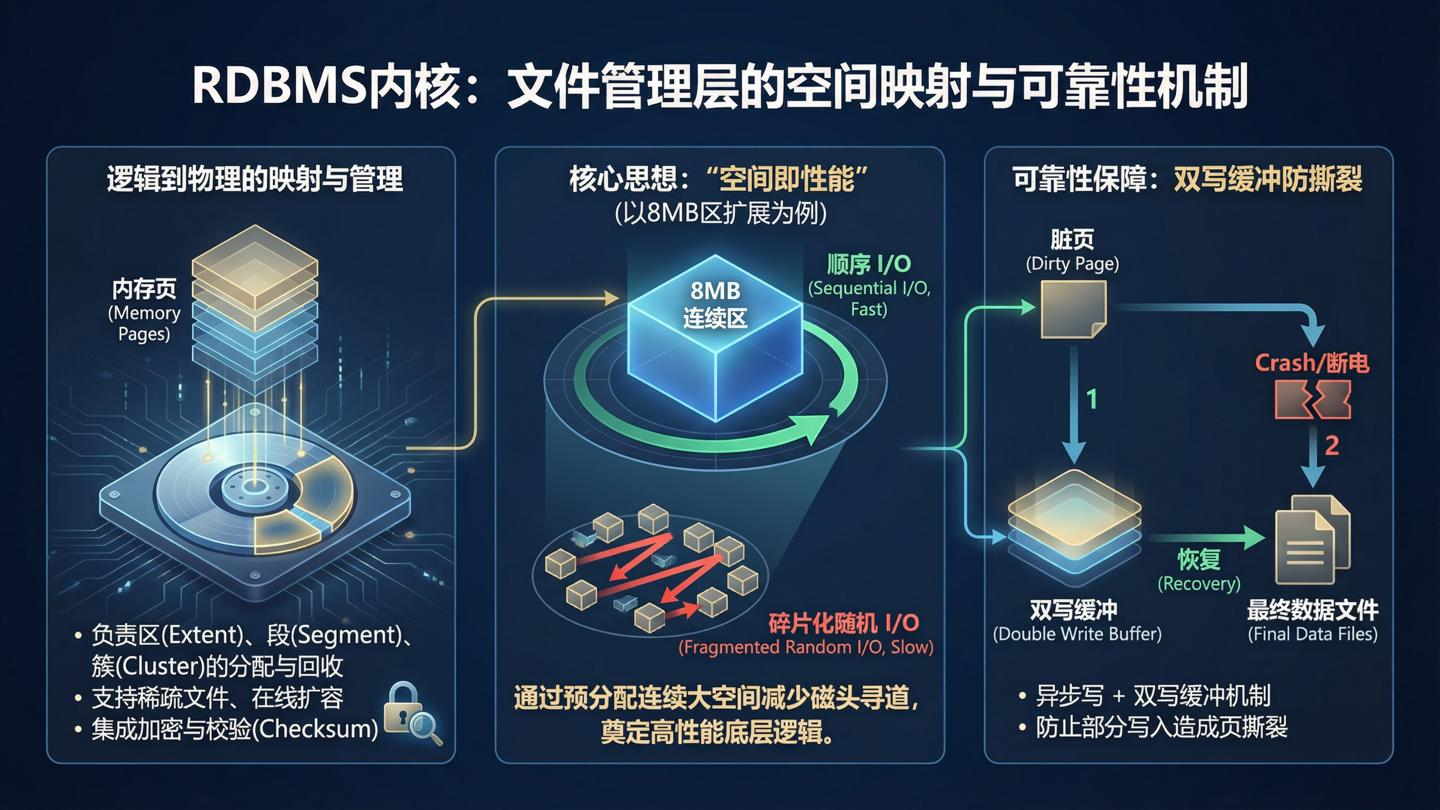 RDBMS内核：文件管理层的空间映射与可靠性机制
逻辑到物理的映射与管理
内存页
(Memory
Pages)
• 负责区(Extent)、段(Segment)、
簇(Cluster)的分配与回收
• 支持稀疏文件、在线扩容
• 集成加密与校验(Checksum)
核心思想：“空间即性能”
(以8MB区扩展为例)
8MB
连续区
顺序 I/O
(Sequential I/O,
Fast)
碎片化随机 I/O
(Fragmented Random I/O, Slow)
通过预分配连续大空间减少磁头寻道，
奠定高性能底层逻辑。
可靠性保障：双写缓冲防撕裂
脏页
(Dirty Page)
Crash/断电
1
2
恢复
(Recovery)
双写缓冲
(Double Write Buffer)
最终数据文件
(Final Data Files)
• 异步写 + 双写缓冲机制
• 防止部分写入造成页撕裂